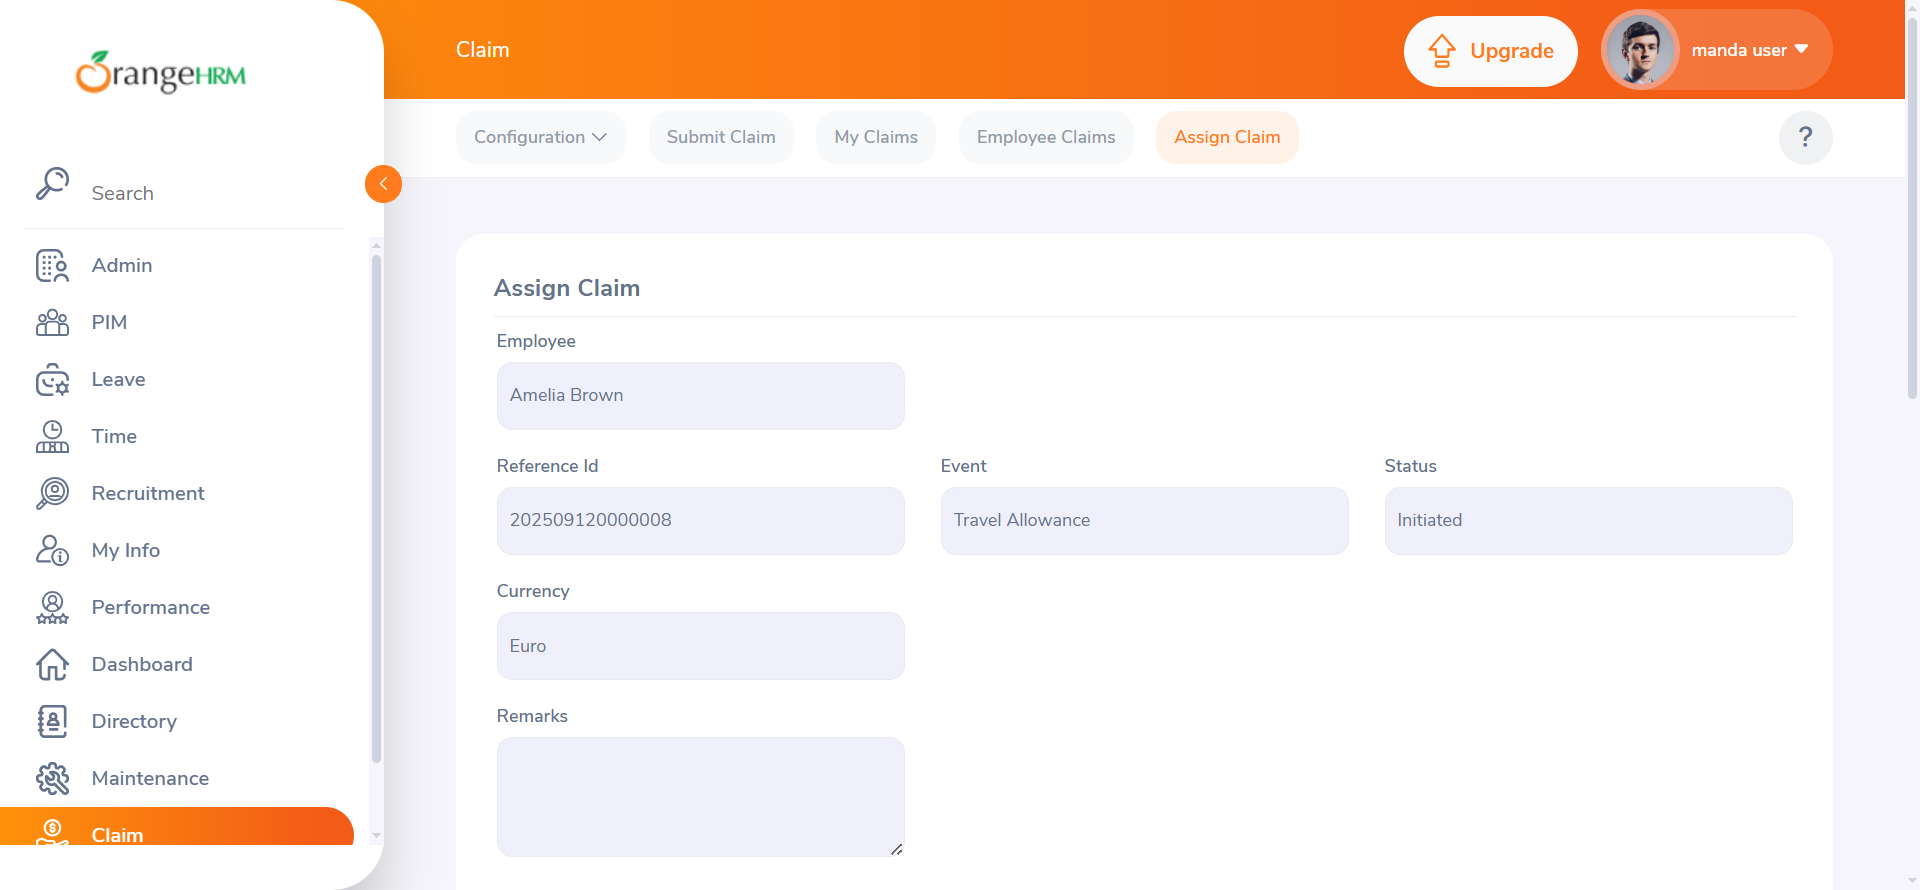 OrangeHRM
Search
Admin
PIM
Leave
Time
Recruitment
My Info
Performance
Dashboard
Directory
Maintenance
Claim
Claim
Upgrade
manda user
Configuration
Submit Claim
My Claims
Employee Claims
Assign Claim
?
Assign Claim
Employee
Amelia Brown
Reference Id
Event
Status
202509120000008
Travel Allowance
Initiated
Currency
Euro
Remarks